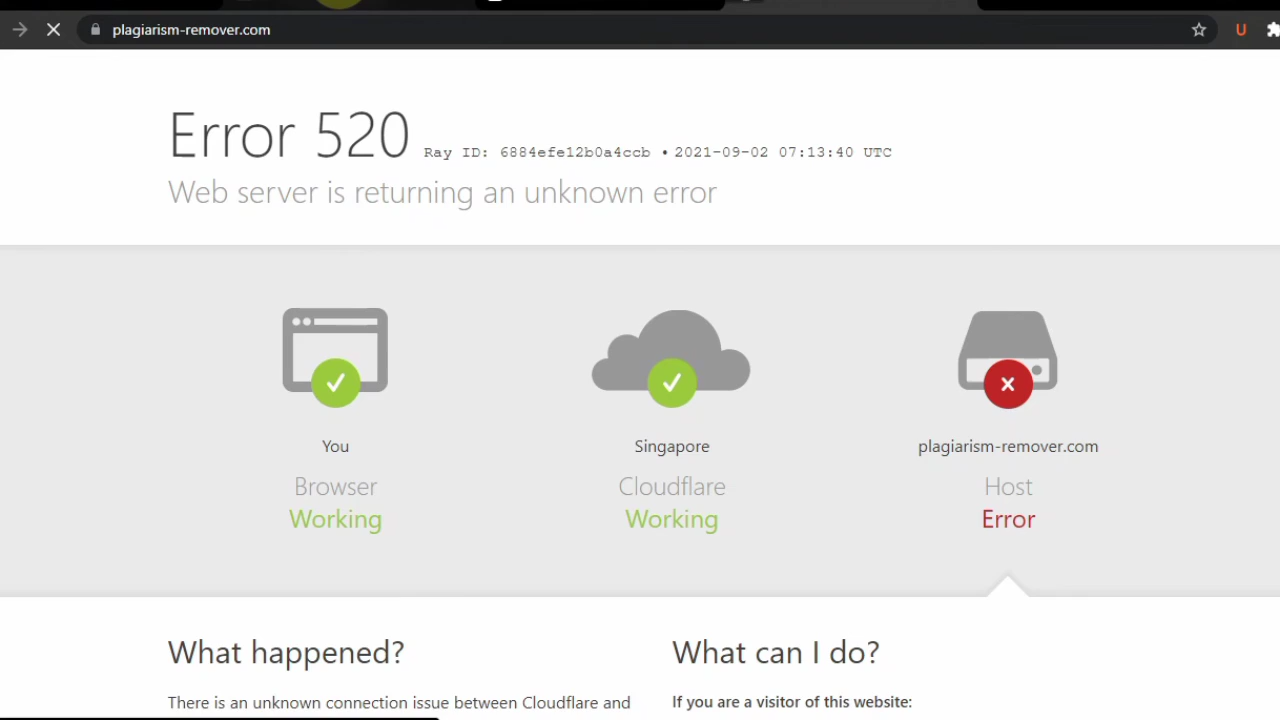 plagiarism-remover.com
U
Error 520 Ray ID: 6884efe12b0a4ccb • 2021-09-02 07:13:40 UTC
Web server is returning an unknown error
You
Singapore
plagiarism-remover.com
Browser
Cloudflare
Host
Working
Working
Error
What happened?
What can I do?
There is an unknown connection issue between Cloudflare and
If you are a visitor of this website: